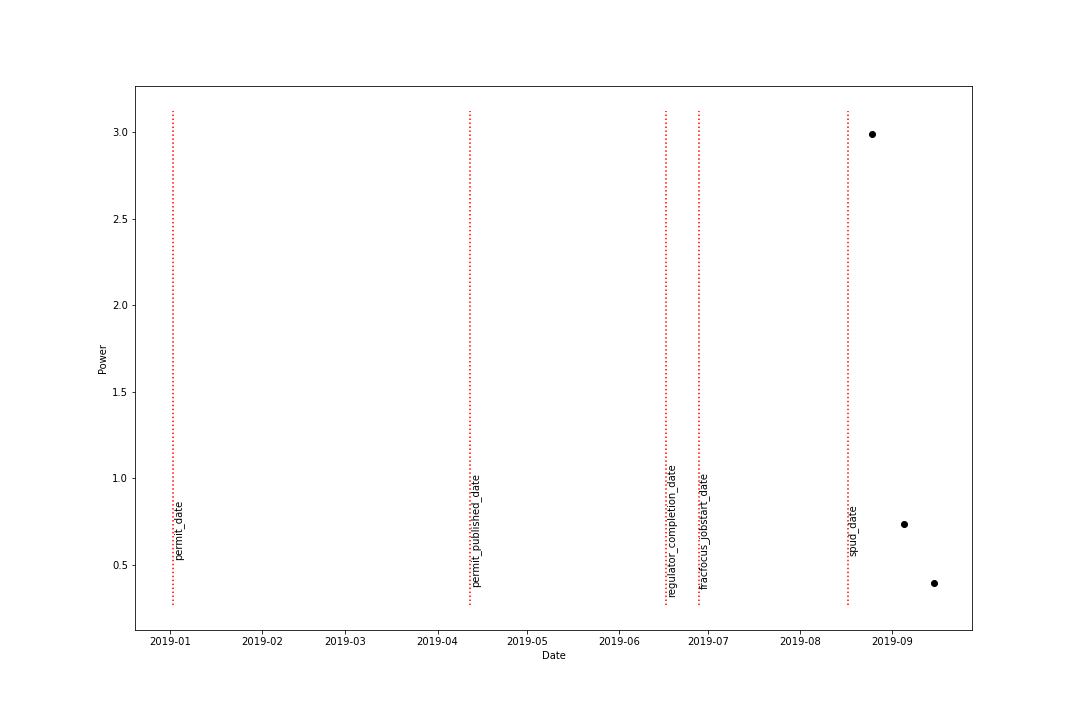 3.0
2.5
2.0
1.5
1.0
0.5
Power
permit_date
permit_published_date
regulator_completion_date
fracfocus_jobstart_date
spud_date
2019-01 2019-02 2019-03 2019-04 2019-05 2019-06 2019-07 2019-08 2019-09
Date